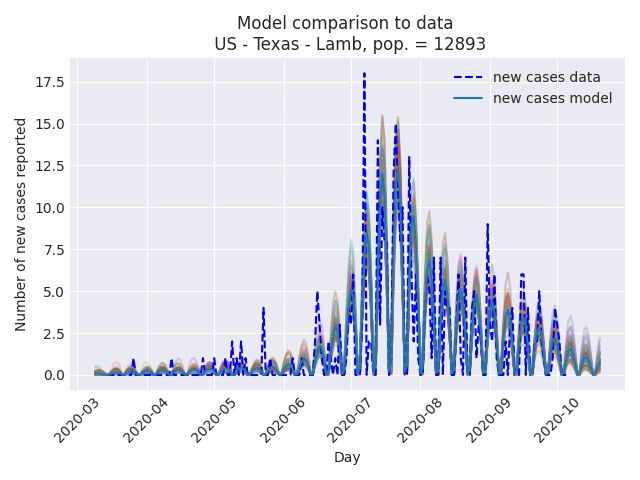 Model comparison to data
US - Texas - Lamb, pop. = 12893
new cases data
new cases model
Number of new cases reported
17.5
15.0
12.5
10.0
7.5
5.0
2.5
0.0
2020-03
2020-04
2020-05
2020-06
2020-07
2020-08
2020-09
2020-10
Day